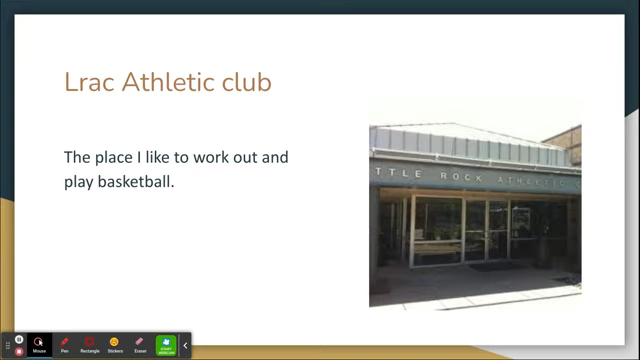 Lrac Athletic club
The place I like to work out and
play basketball.
TTLE ROCK ATHLETIC C
Mouse
Pen
Rectangle
Stickers
Eraser